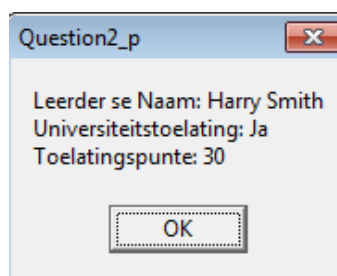 Question2_p
Leerder se Naam: Harry Smith
Universiteitstoelating: Ja
Toelatingspunte: 30
OK